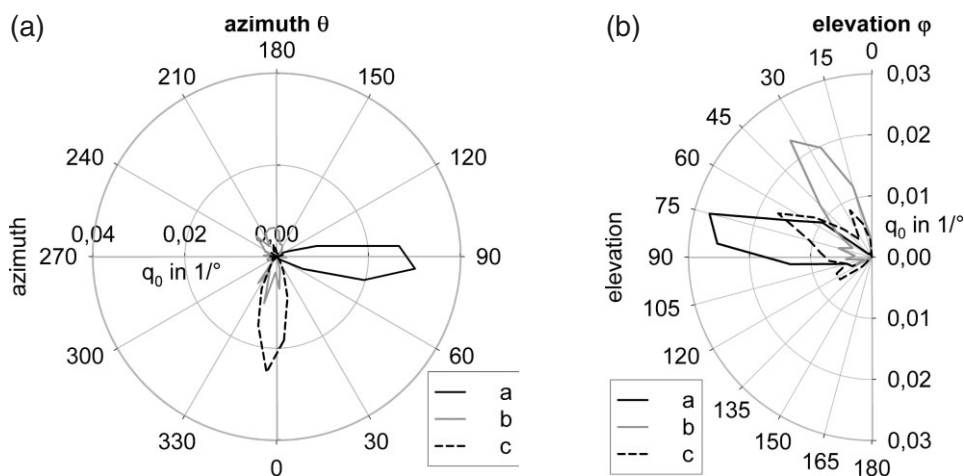 (a)
azimuth θ
180
210
150
240
120
azimuth
0,04
0,02
0,00
270
90
q₀ in 1/°
300
60
330
30
0
a
b
c
(b)
elevation φ
0
15
0,03
30
45
0,02
60
0,01
75
q₀ in 1/°
elevation
90
0,00
105
0,01
120
0,02
135
150
165
0,03
180
a
b
c